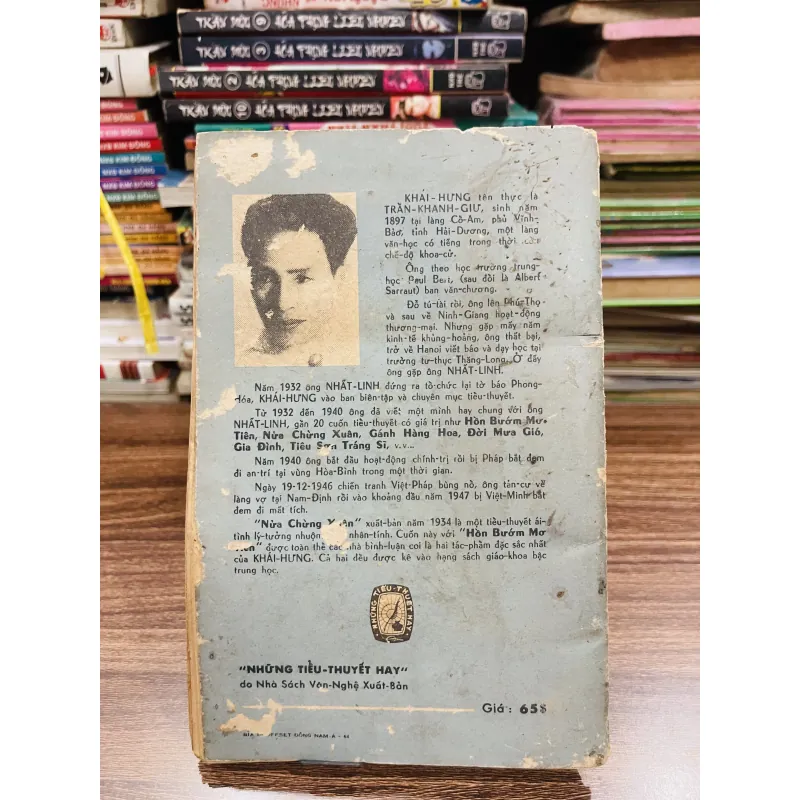 KHÁI-HƯNG tên thực là
TRẦN-KHANH-GIƯ, sinh năm
1897 tại làng Cổ-Am, phủ Vĩnh-
Bảo, tỉnh Hải-Dương, một làng
văn-học có tiếng trong thời
chế-độ khoa-cử.
Ông theo học trường trung-
học Paul Bert, (sau đổi là Albert
Sarraut) ban văn-chương.
Đỗ tú-tài rồi, ông lên Phú-Thọ
và sau về Ninh-Giang hoạt-động
thương-mại. Nhưng gặp mấy năm
kinh-tế khủng-hoảng, ông thất bại,
trở về Hanoi viết báo và dạy học tại
trường tư-thục Thăng-Long. Ở đây
ông gặp ông NHẤT-LINH.
Năm 1932 ông NHẤT-LINH đứng ra tổ-chức lại tờ báo Phong-
Hóa, KHÁI-HƯNG vào ban biên-tập và chuyên mục tiểu-thuyết.
Từ 1932 đến 1940 ông đã viết một mình hay chung với ông
NHẤT-LINH, gần 20 cuốn tiểu-thuyết có giá trị như Hồn Bướm Mơ
Tiên, Nửa Chừng Xuân, Gánh Hàng Hoa, Đời Mưa Gió,
Gia Đình, Tiêu Sơn Tráng Sĩ, v.v...
Năm 1940 ông bắt đầu hoạt-động chính-trị rồi bị Pháp bắt đem
đi an-trí tại vùng Hòa-Bình trong một thời gian.
Ngày 19-12-1946 chiến tranh Việt-Pháp bùng nổ, ông tản-cư về
làng vợ tại Nam-Định rồi vào khoảng đầu năm 1947 bị Việt-Minh bắt
đem đi mất tích.
"Nửa Chừng Xuân" xuất-bản năm 1934 là một tiểu-thuyết ái-
tình lý-tưởng nhuộm nhân-tính. Cuốn này với "Hồn Bướm Mơ
Tiên" được toàn thể các nhà bình-luận coi là hai tác-phẩm đặc sắc nhất
của KHÁI-HƯNG. Cả hai đều được kê vào hạng sách giáo-khoa bậc
trung học.
NHỮNG TIỂU-THUYẾT HAY
"NHỮNG TIỂU-THUYẾT HAY"
do Nhà Sách Văn-Nghệ Xuất-Bản
Giá : 65$
OFFSET ĐÔNG NAM-Á